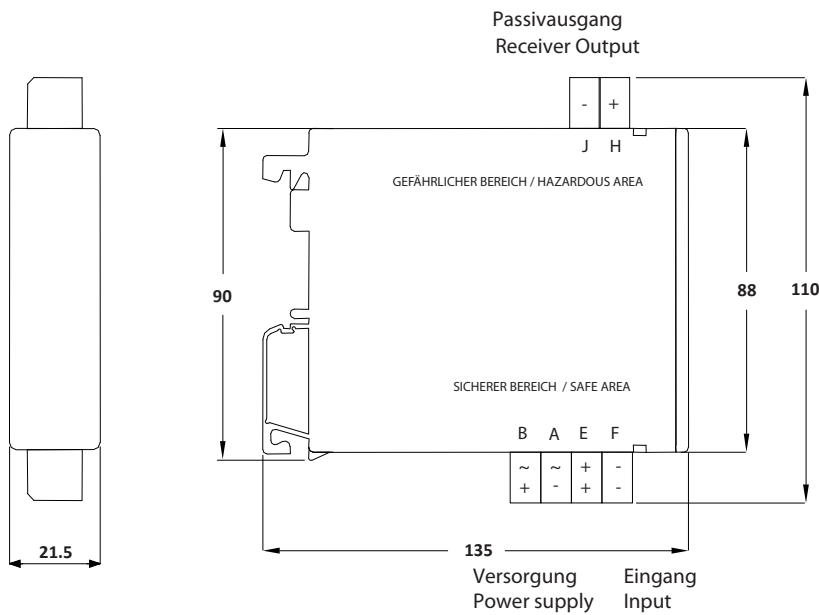 Passivausgang
Receiver Output
- +
J H
GEFÄHRLICHER BEREICH / HAZARDOUS AREA
90
88
110
SICHERER BEREICH / SAFE AREA
B A E F
~ ~ + -
+ - + -
21.5
135
Versorgung Eingang
Power supply Input